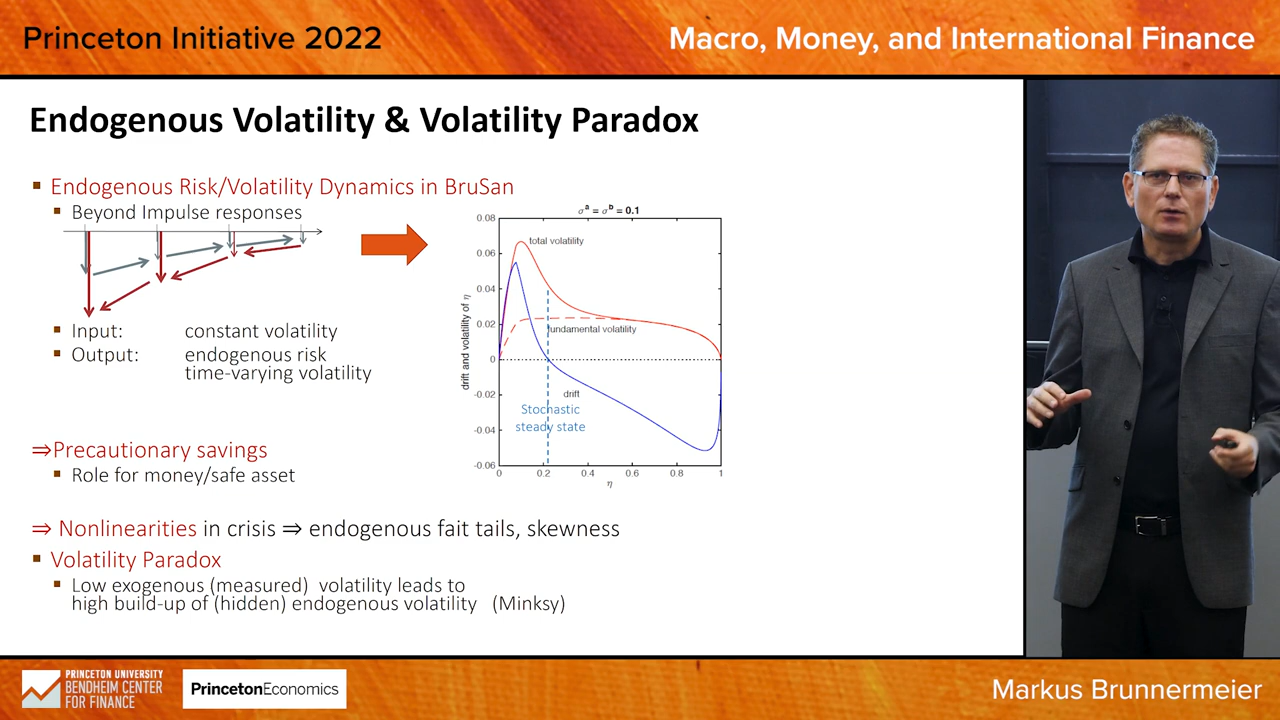 Princeton Initiative 2022
Macro, Money, and International Finance
Endogenous Volatility & Volatility Paradox
Endogenous Risk/Volatility Dynamics in BruSan
Beyond Impulse responses
Input: constant volatility
Output: endogenous risk
time-varying volatility
⇒Precautionary savings
Role for money/safe asset
⇒ Nonlinearities in crisis ⇒ endogenous fait tails, skewness
Volatility Paradox
Low exogenous (measured) volatility leads to
high build-up of (hidden) endogenous volatility (Minksy)
σa = σb = 0.1
drift and volatility of η
0.08
0.06
0.04
0.02
0
-0.02
-0.04
-0.06
total volatility
fundamental volatility
drift
Stochastic
steady state
0 0.2 0.4 0.6 0.8 1
η
PRINCETON UNIVERSITY
BENDHEIM CENTER
FOR FINANCE
PrincetonEconomics
Markus Brunnermeier